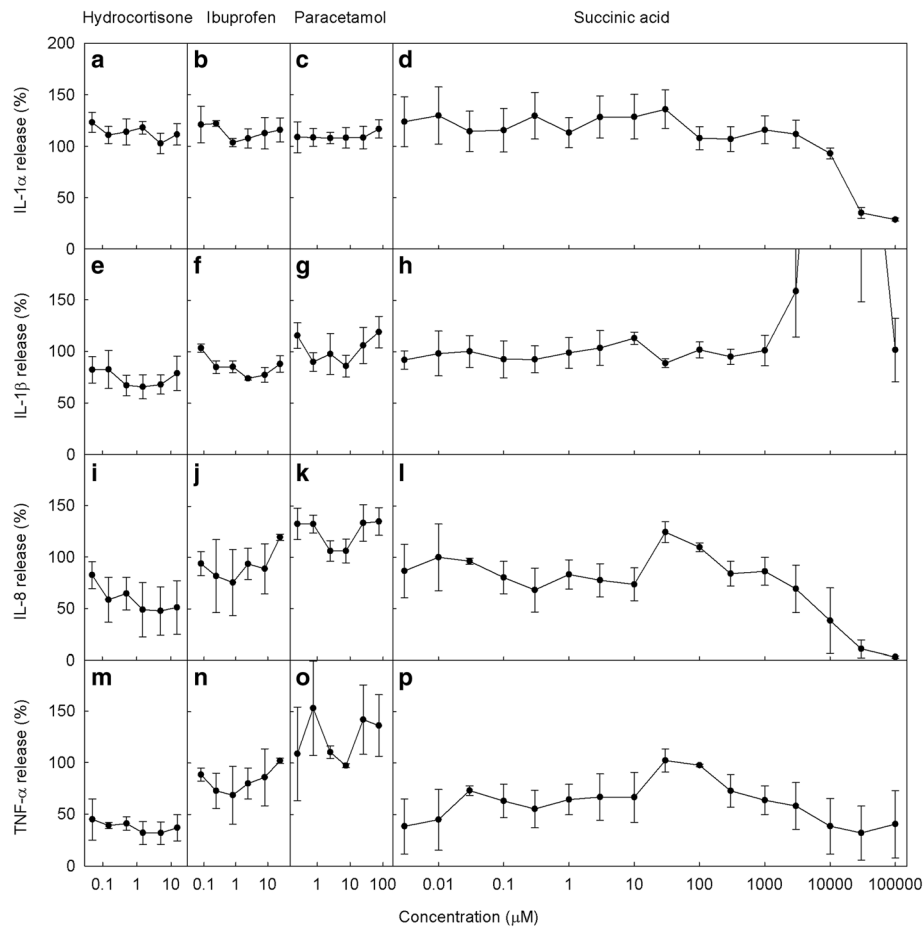 Hydrocortisone Ibuprofen Paracetamol Succinic acid
200
a b c d
150
100
50
0
IL-1α release (%)
e f g h
150
100
50
0
IL-1β release (%)
i j k l
150
100
50
0
IL-8 release (%)
m n o p
150
100
50
0
TNF-α release (%)
0.1 1 10 0.1 1 10 1 10 100 0.01 0.1 1 10 100 1000 10000 100000
Concentration (μM)